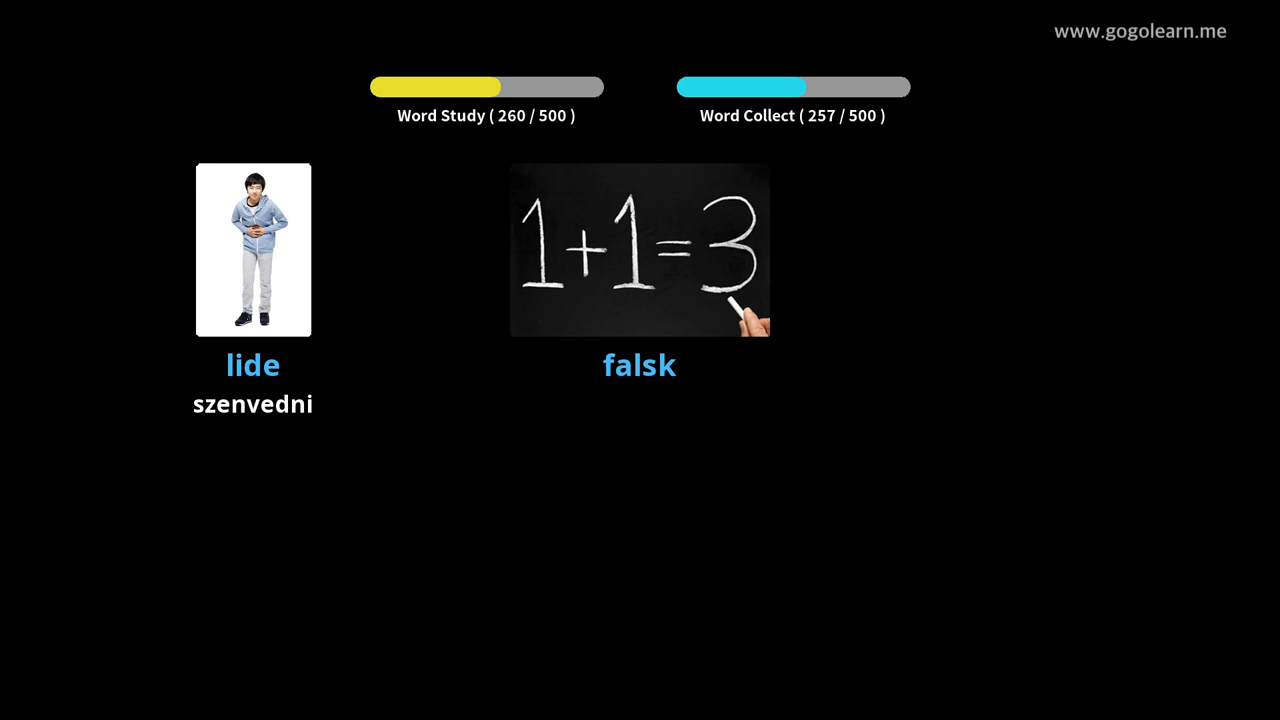 www.gogolearn.me
Word Study ( 260 / 500 )
Word Collect ( 257 / 500 )
1+1=3
lide
falsk
szenvedni